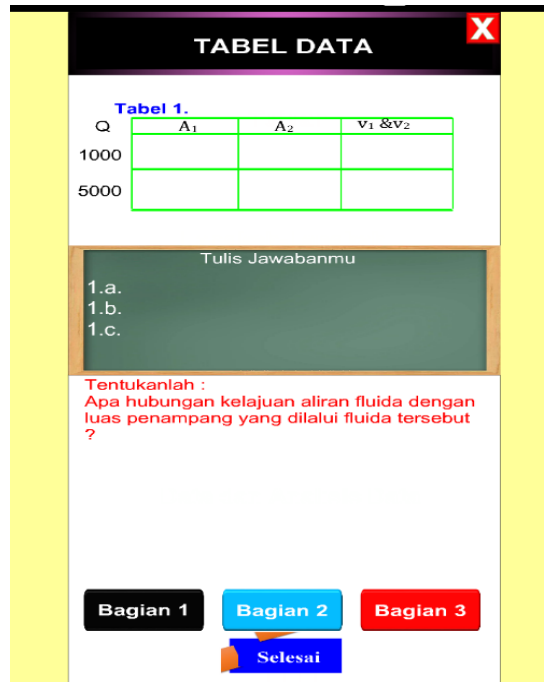 X
TABEL DATA
Tabel 1.
Q A₁ A₂ v₁ &v₂
1000
5000
Tulis Jawabanmu
1.a.
1.b.
1.c.
Tentukanlah :
Apa hubungan kelajuan aliran fluida dengan
luas penampang yang dilalui fluida tersebut
?
Bagian 1 Bagian 2 Bagian 3
Selesai